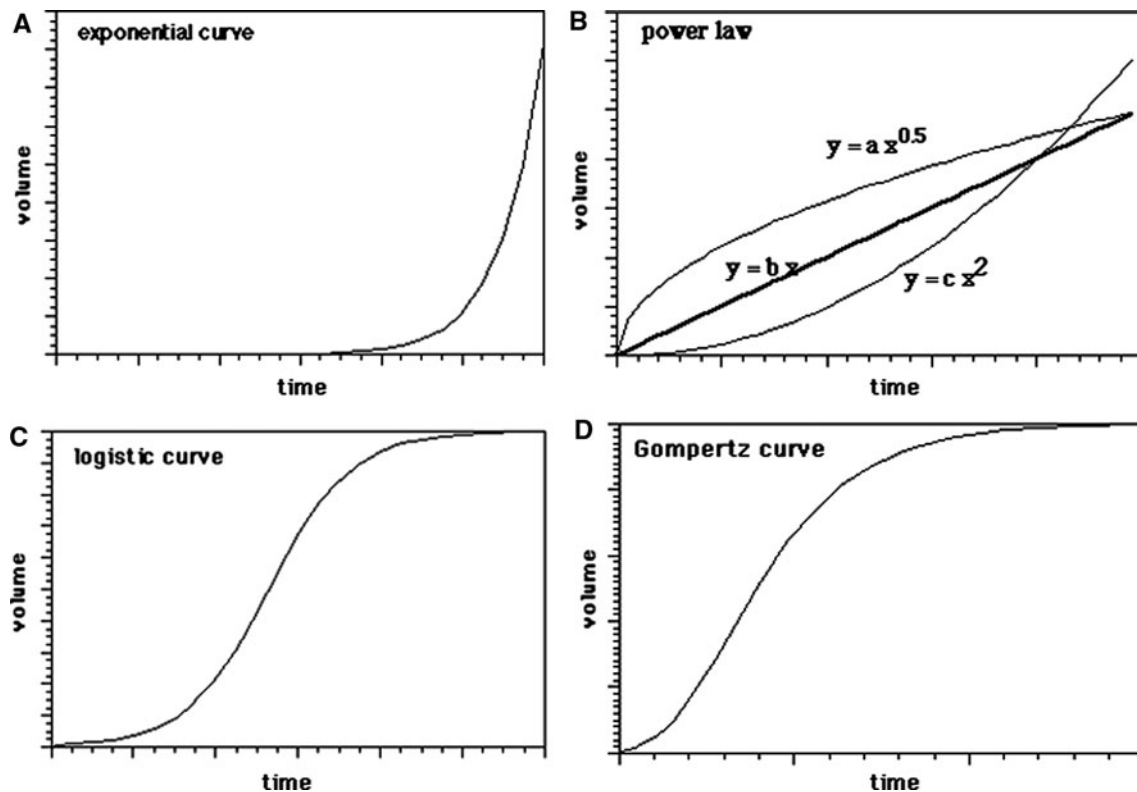 A
exponential curve
volume
time
B
power law
y = a x^0.5
y = b x
y = c x^2
volume
time
C
logistic curve
volume
time
D
Gompertz curve
volume
time